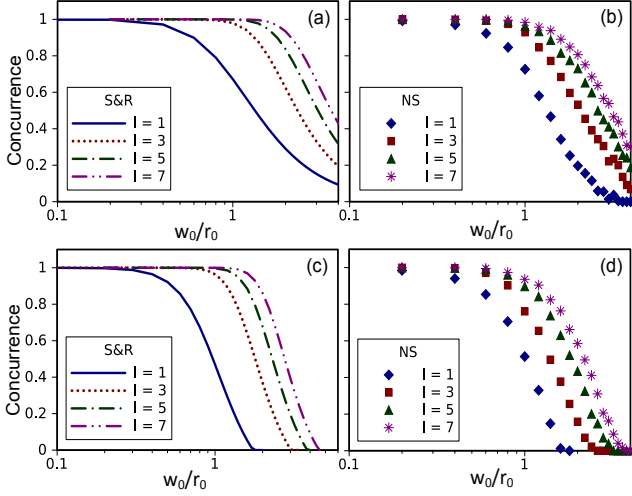 (a)
Concurrence
1
0.8
0.6
0.4
0.2
0
S&R
l = 1
l = 3
l = 5
l = 7
0.1
1
w0/r0
(b)
NS
l = 1
l = 3
l = 5
l = 7
0.1
1
w0/r0
(c)
Concurrence
1
0.8
0.6
0.4
0.2
0
S&R
l = 1
l = 3
l = 5
l = 7
0.1
1
w0/r0
(d)
NS
l = 1
l = 3
l = 5
l = 7
0.1
1
w0/r0